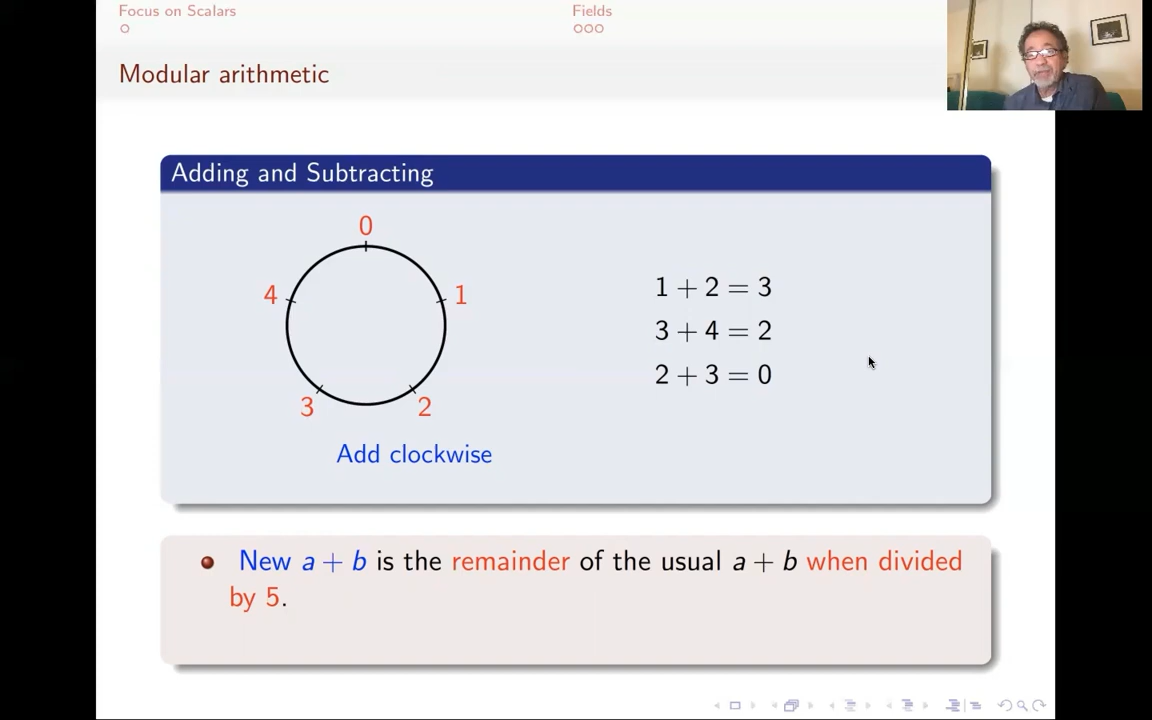 Focus on Scalars
Fields
Modular arithmetic
Adding and Subtracting
0
4
1
3
2
Add clockwise
1 + 2 = 3
3 + 4 = 2
2 + 3 = 0
New a + b is the remainder of the usual a + b when divided
by 5.